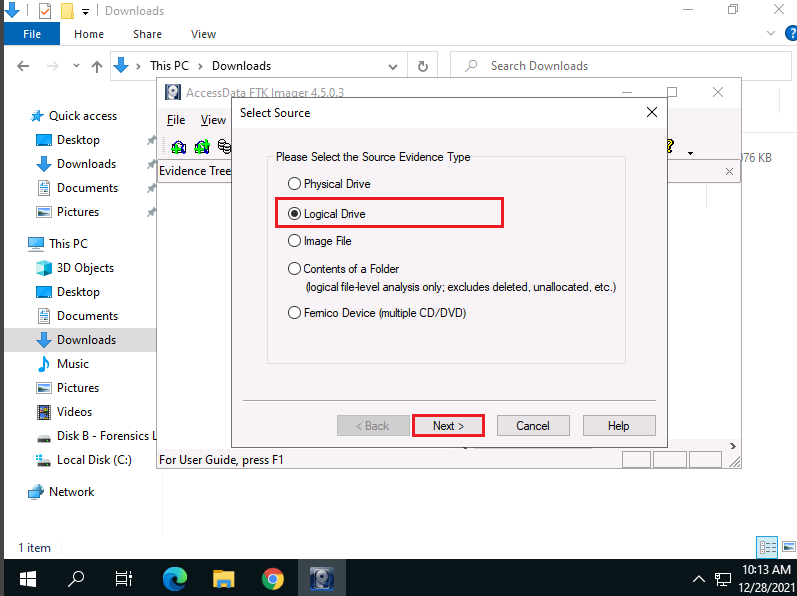 Downloads
File Home Share View
This PC > Downloads
Search Downloads
AccessData FTK Imager 4.5.0.3
File View
Evidence Tree
976 KB
Quick access
Desktop
Downloads
Documents
Pictures
This PC
3D Objects
Desktop
Documents
Downloads
Music
Pictures
Videos
Disk B - Forensics L
Local Disk (C:)
Network
Select Source
Please Select the Source Evidence Type
Physical Drive
Logical Drive
Image File
Contents of a Folder
(logical file-level analysis only; excludes deleted, unallocated, etc.)
Fernico Device (multiple CD/DVD)
< Back Next > Cancel Help
For User Guide, press F1
1 item
10:13 AM
12/28/2021